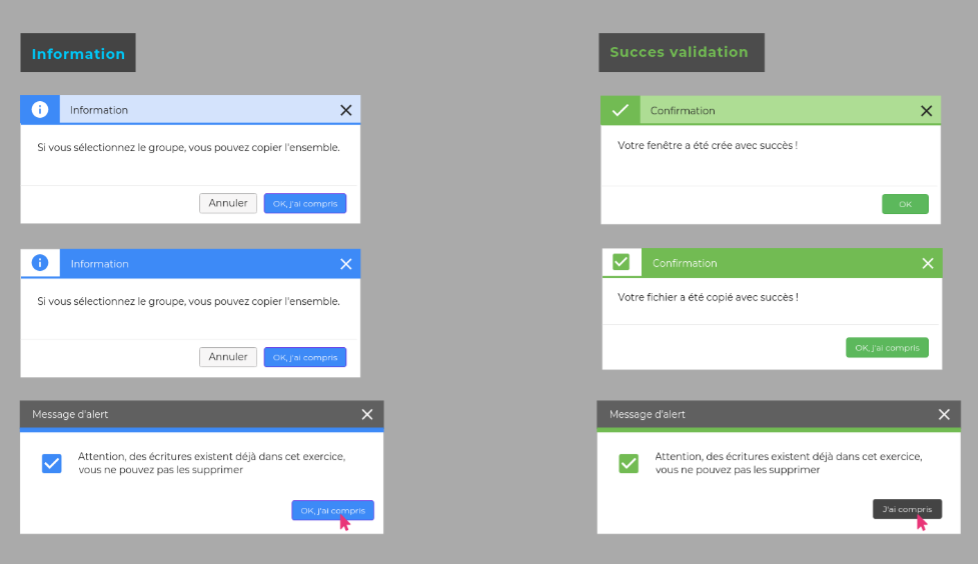 Information
Succes validation
Information
Si vous sélectionnez le groupe, vous pouvez copier l'ensemble.
Annuler
OK, j'ai compris
Confirmation
Votre fenêtre a été crée avec succès !
OK
Information
Si vous sélectionnez le groupe, vous pouvez copier l'ensemble.
Annuler
OK, j'ai compris
Confirmation
Votre fichier a été copié avec succès !
OK, j'ai compris
Message d'alert
Attention, des écritures existent déjà dans cet exercice,
vous ne pouvez pas les supprimer
OK, j'ai compris
Message d'alert
Attention, des écritures existent déjà dans cet exercice,
vous ne pouvez pas les supprimer
J'ai compris